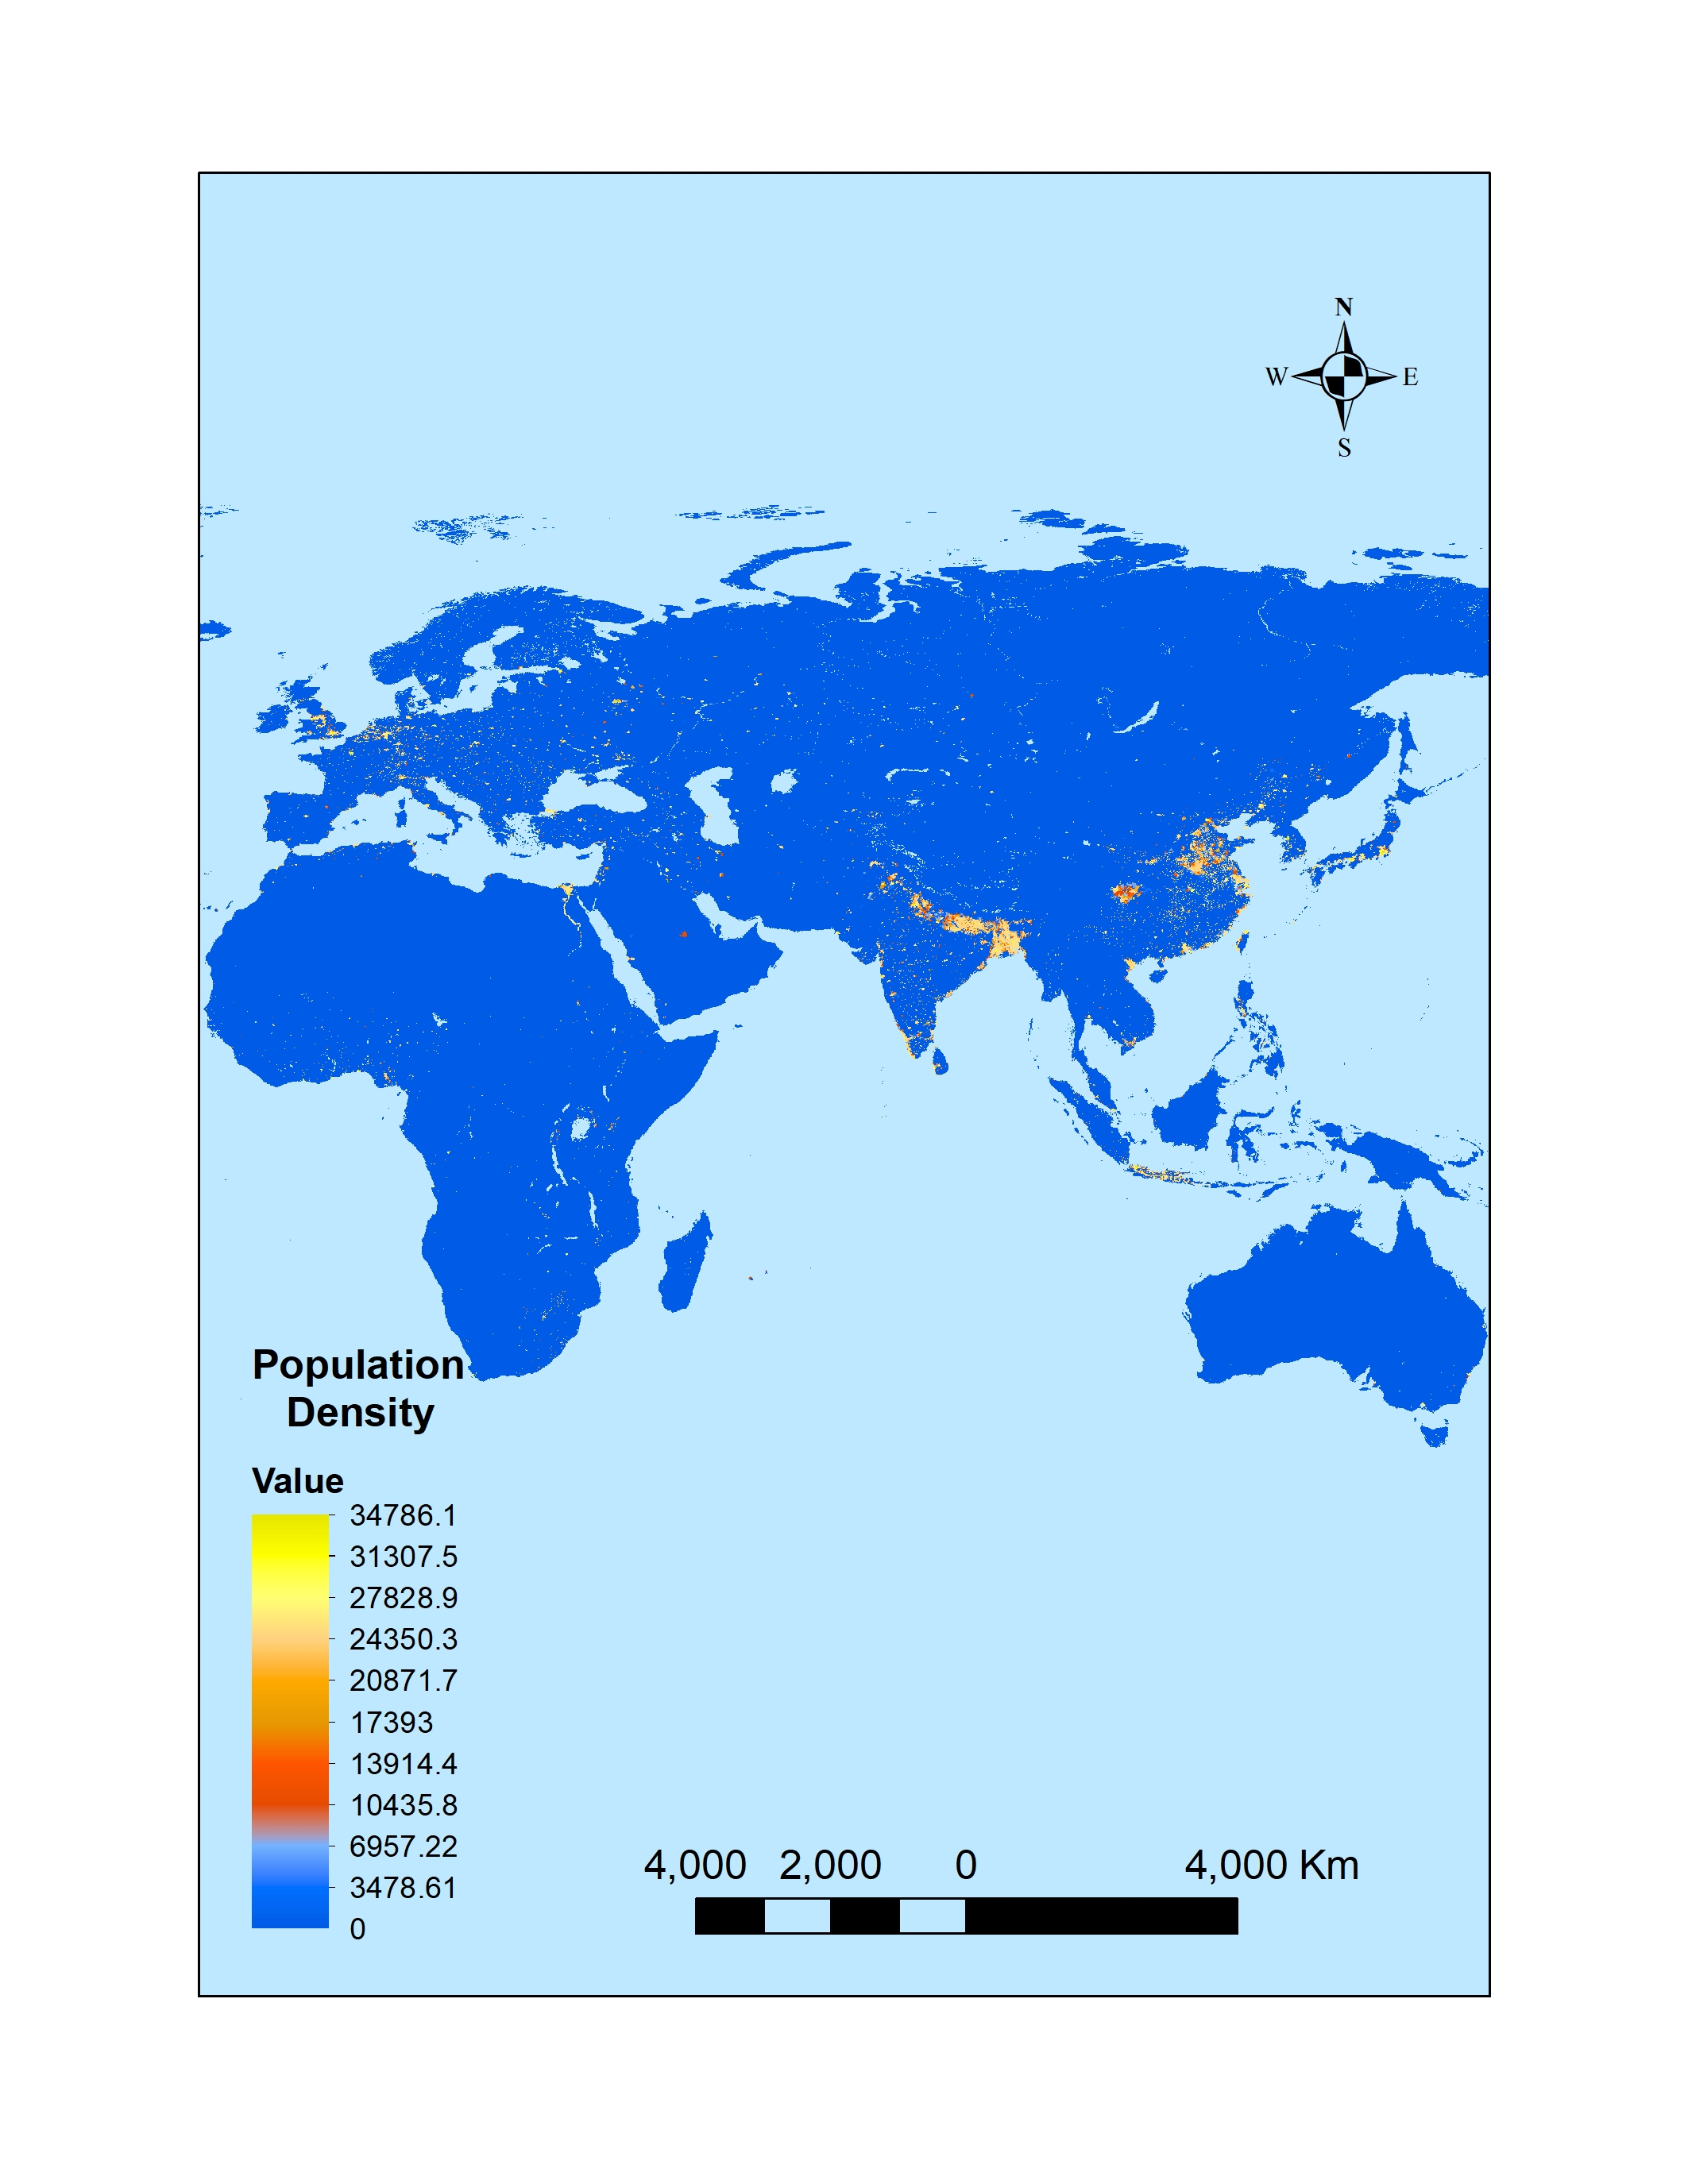 N
W E
S
Population
Density
Value
34786.1
31307.5
27828.9
24350.3
20871.7
17393
13914.4
10435.8
6957.22
3478.61
0
4,000 2,000 0 4,000 Km